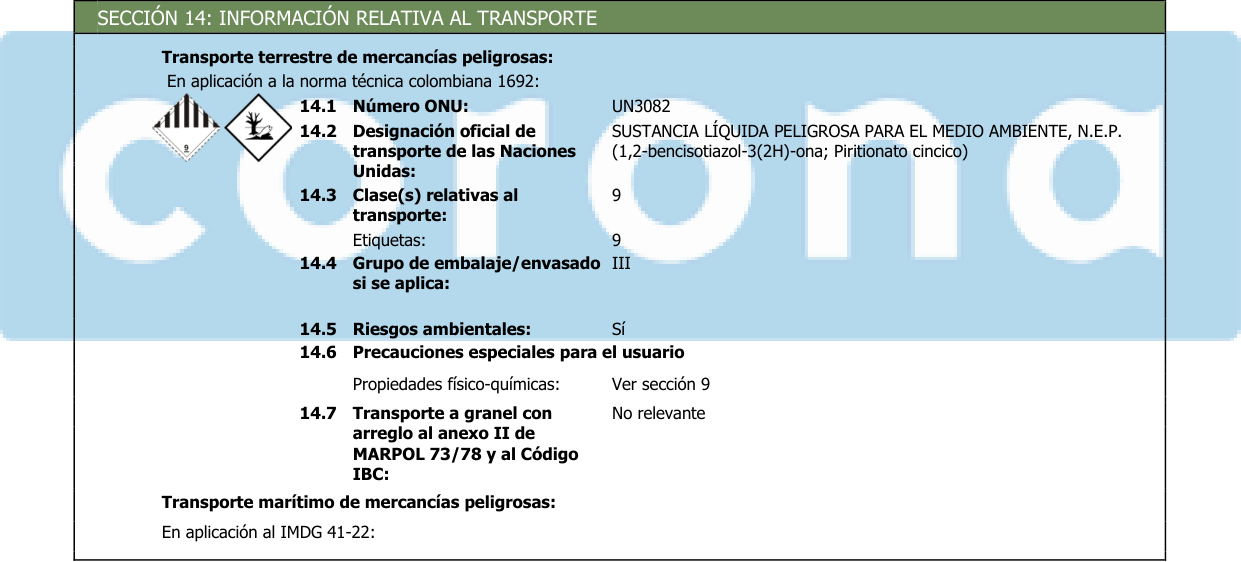 SECCIÓN 14: INFORMACIÓN RELATIVA AL TRANSPORTE
Transporte terrestre de mercancías peligrosas:
En aplicación a la norma técnica colombiana 1692:
14.1 Número ONU: UN3082
14.2 Designación oficial de transporte de las Naciones Unidas: SUSTANCIA LÍQUIDA PELIGROSA PARA EL MEDIO AMBIENTE, N.E.P. (1,2-bencisotiazol-3(2H)-ona; Piritionato cincico)
14.3 Clase(s) relativas al transporte: 9
Etiquetas: 9
14.4 Grupo de embalaje/envasado si se aplica: III
14.5 Riesgos ambientales: Sí
14.6 Precauciones especiales para el usuario
Propiedades físico-químicas: Ver sección 9
14.7 Transporte a granel con arreglo al anexo II de MARPOL 73/78 y al Código IBC: No relevante
Transporte marítimo de mercancías peligrosas:
En aplicación al IMDG 41-22:
9
corona